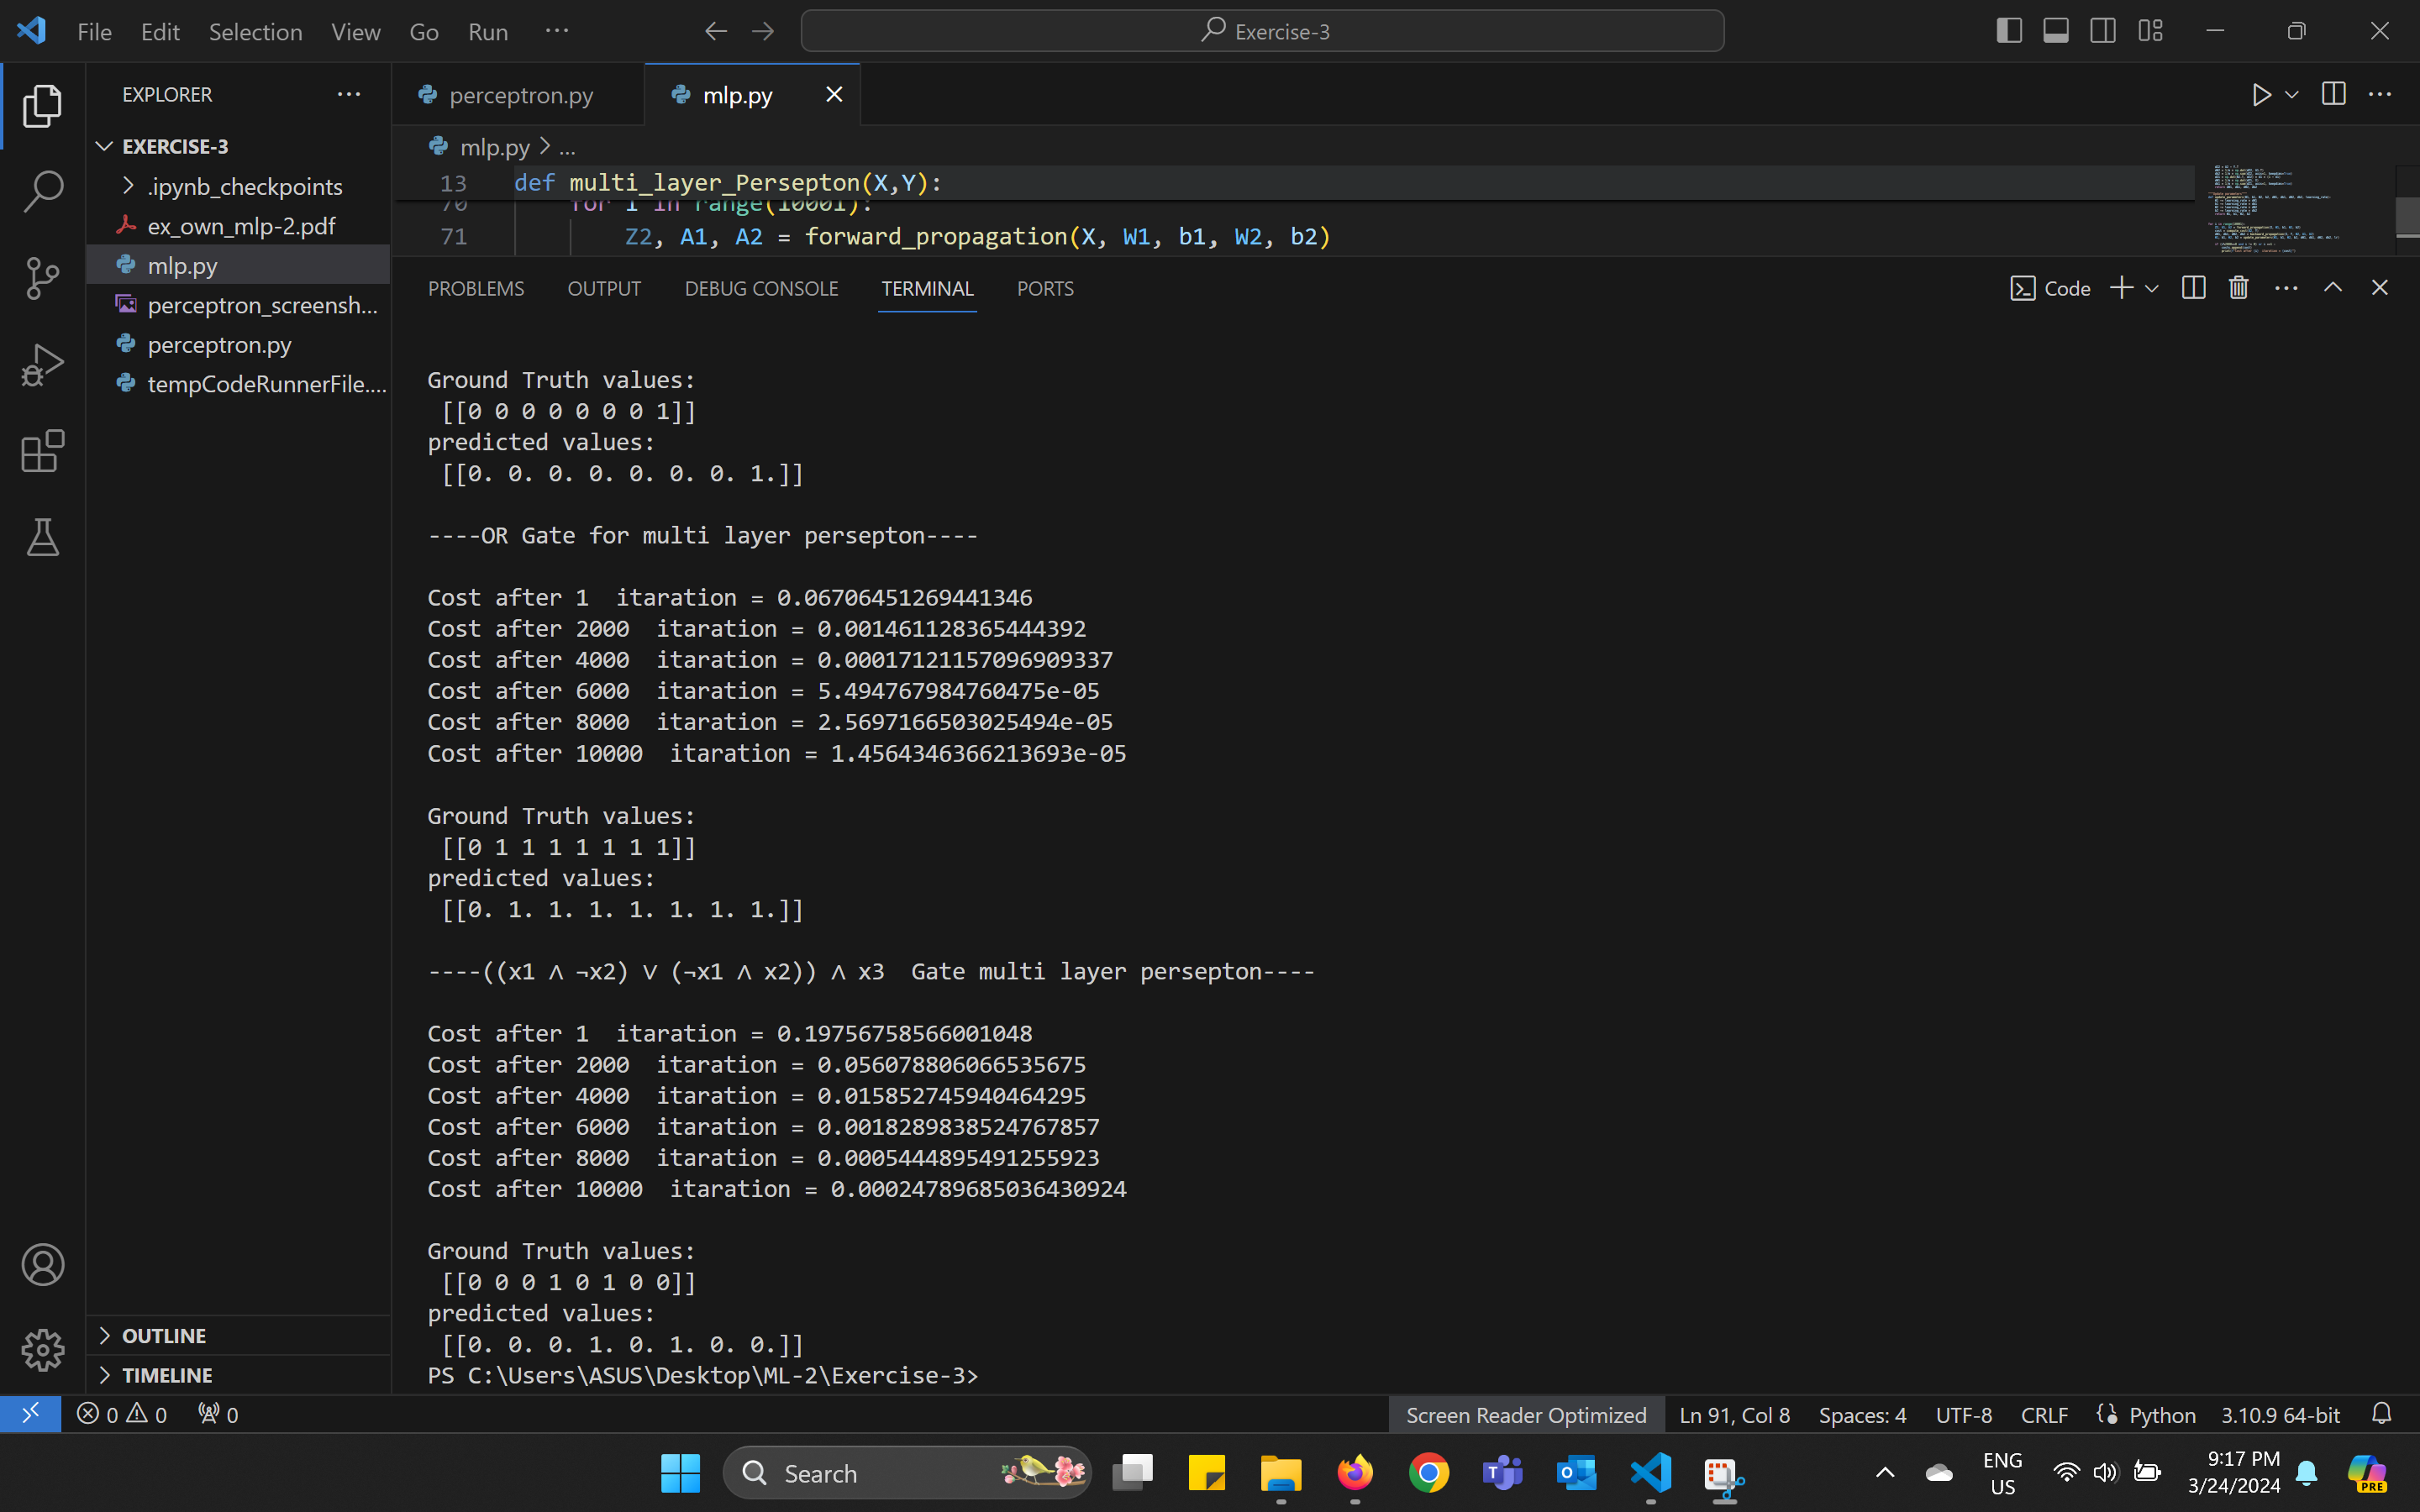 File Edit Selection View Go Run ...
Exercise-3
EXPLORER
perceptron.py
mlp.py
EXERCISE-3
.ipynb_checkpoints
ex_own_mlp-2.pdf
mlp.py
perceptron_screensh...
perceptron.py
tempCodeRunnerFile....
OUTLINE
TIMELINE
mlp.py > ...
13 def multi_layer_Persepton(X,Y):
70 for i in range(10001):
71 Z2, A1, A2 = forward_propagation(X, W1, b1, W2, b2)
PROBLEMS OUTPUT DEBUG CONSOLE TERMINAL PORTS
Code
Ground Truth values:
[[0 0 0 0 0 0 0 1]]
predicted values:
[[0. 0. 0. 0. 0. 0. 0. 1.]]
----OR Gate for multi layer persepton----
Cost after 1  itaration = 0.06706451269441346
Cost after 2000  itaration = 0.001461128365444392
Cost after 4000  itaration = 0.00017121157096909337
Cost after 6000  itaration = 5.494767984760475e-05
Cost after 8000  itaration = 2.5697166503025494e-05
Cost after 10000  itaration = 1.4564346366213693e-05
Ground Truth values:
[[0 1 1 1 1 1 1 1]]
predicted values:
[[0. 1. 1. 1. 1. 1. 1. 1.]]
----((x1 ∧ ¬x2) ∨ (¬x1 ∧ x2)) ∧ x3  Gate multi layer persepton----
Cost after 1  itaration = 0.19756758566001048
Cost after 2000  itaration = 0.056078806066535675
Cost after 4000  itaration = 0.015852745940464295
Cost after 6000  itaration = 0.0018289838524767857
Cost after 8000  itaration = 0.0005444895491255923
Cost after 10000  itaration = 0.00024789685036430924
Ground Truth values:
[[0 0 0 1 0 1 0 0]]
predicted values:
[[0. 0. 0. 1. 0. 1. 0. 0.]]
PS C:\Users\ASUS\Desktop\ML-2\Exercise-3>
0 0 0
Screen Reader Optimized Ln 91, Col 8 Spaces: 4 UTF-8 CRLF Python 3.10.9 64-bit
Search
ENG
US
9:17 PM
3/24/2024
PRE